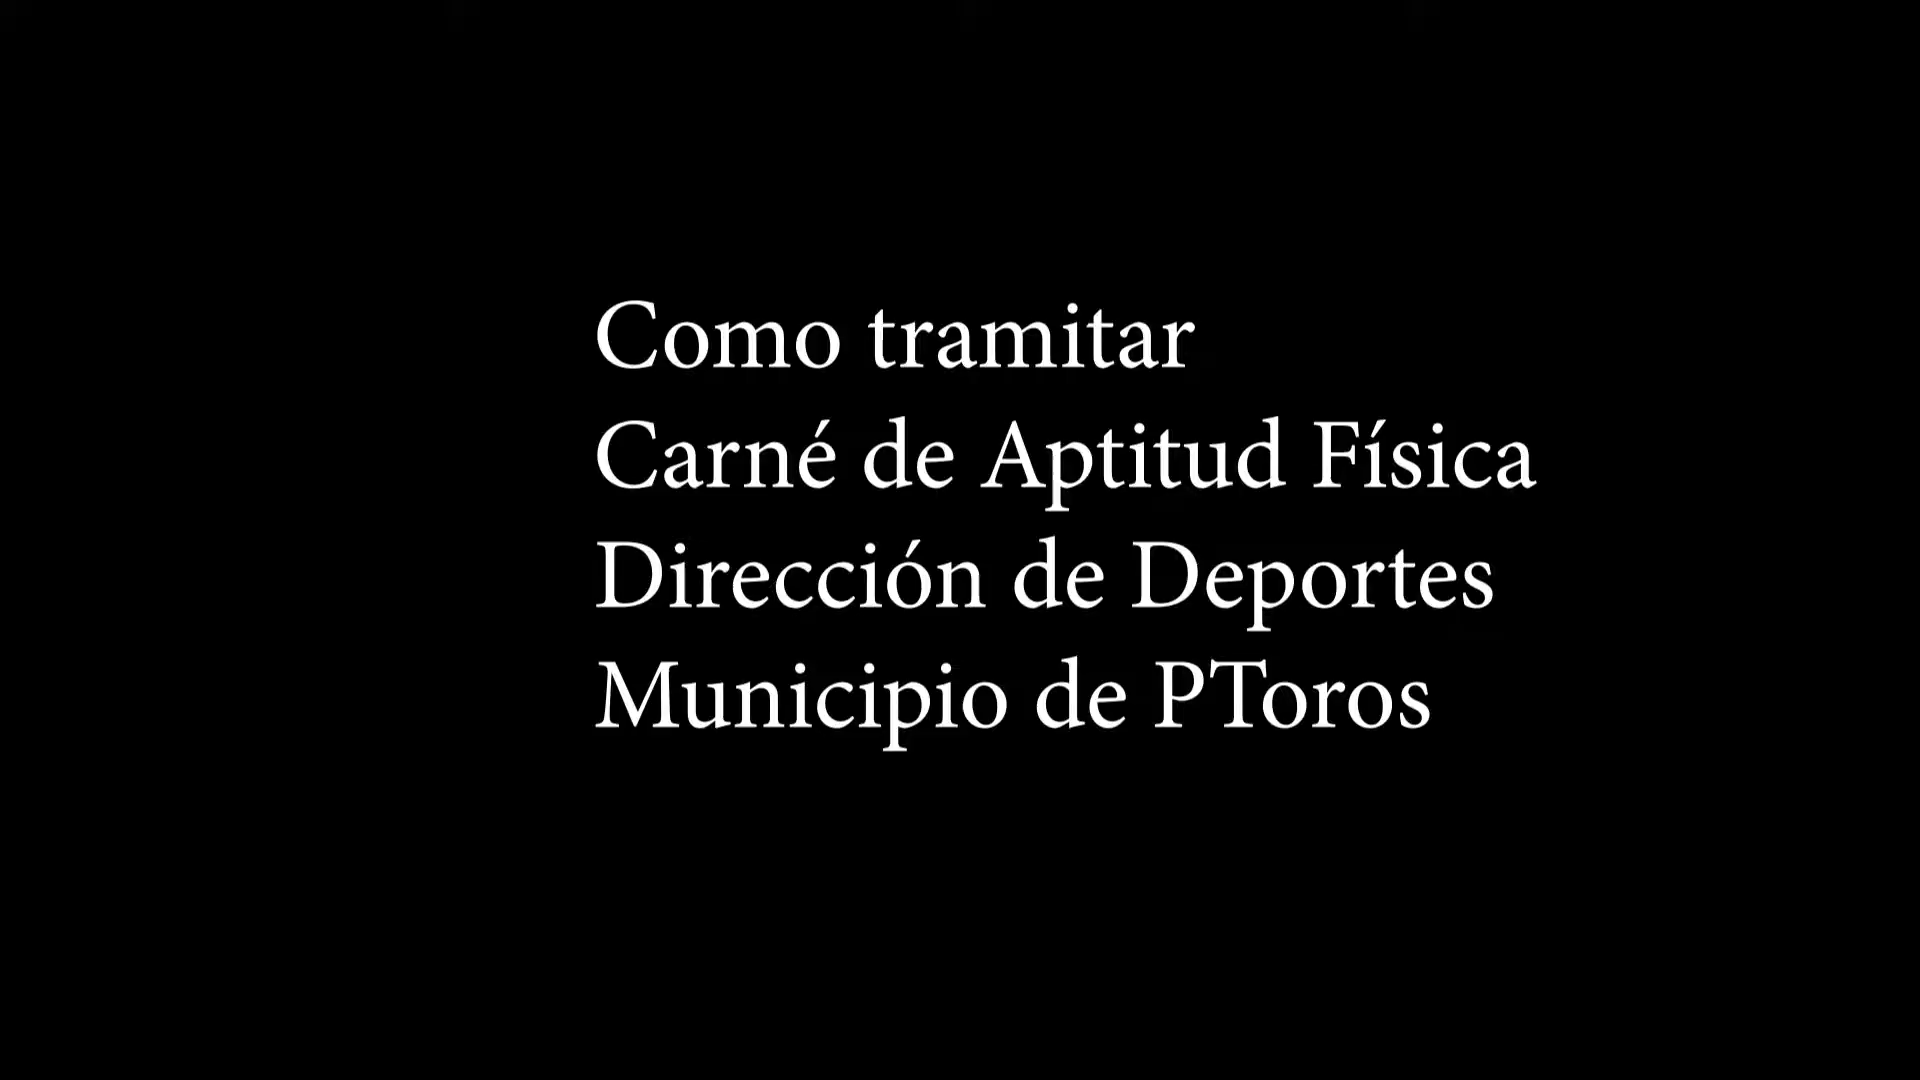 Como tramitar
Carné de Aptitud Física
Dirección de Deportes
Municipio de PToros